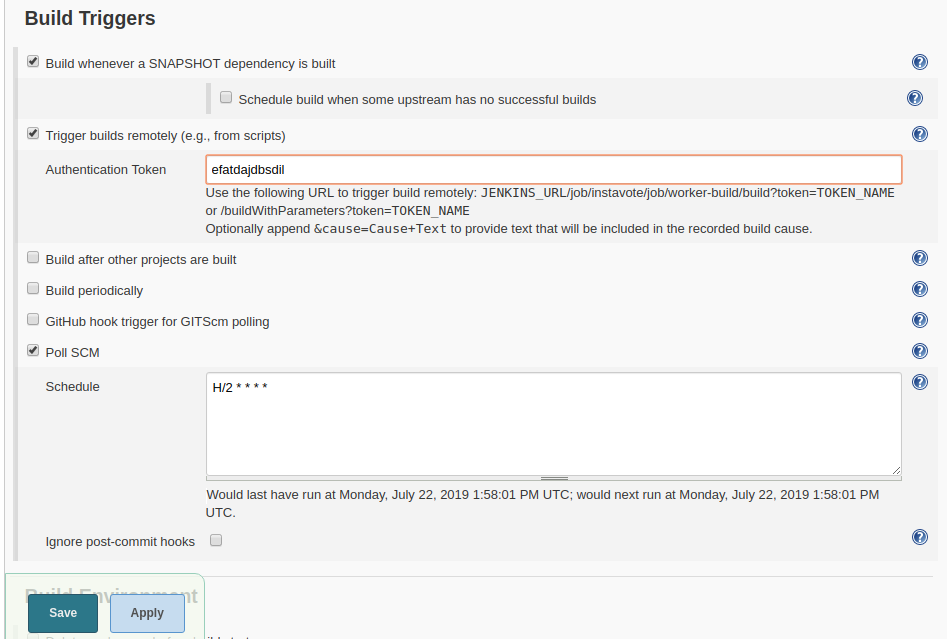 Build Triggers
Build whenever a SNAPSHOT dependency is built
Schedule build when some upstream has no successful builds
Trigger builds remotely (e.g., from scripts)
Authentication Token
efatdajdbsdil
Use the following URL to trigger build remotely: JENKINS_URL/job/instavote/job/worker-build/build?token=TOKEN_NAME
or /buildWithParameters?token=TOKEN_NAME
Optionally append &cause=Cause+Text to provide text that will be included in the recorded build cause.
Build after other projects are built
Build periodically
GitHub hook trigger for GITScm polling
Poll SCM
Schedule
H/2 * * * *
Would last have run at Monday, July 22, 2019 1:58:01 PM UTC; would next run at Monday, July 22, 2019 1:58:01 PM
UTC.
Ignore post-commit hooks
Build Environment
Save Apply